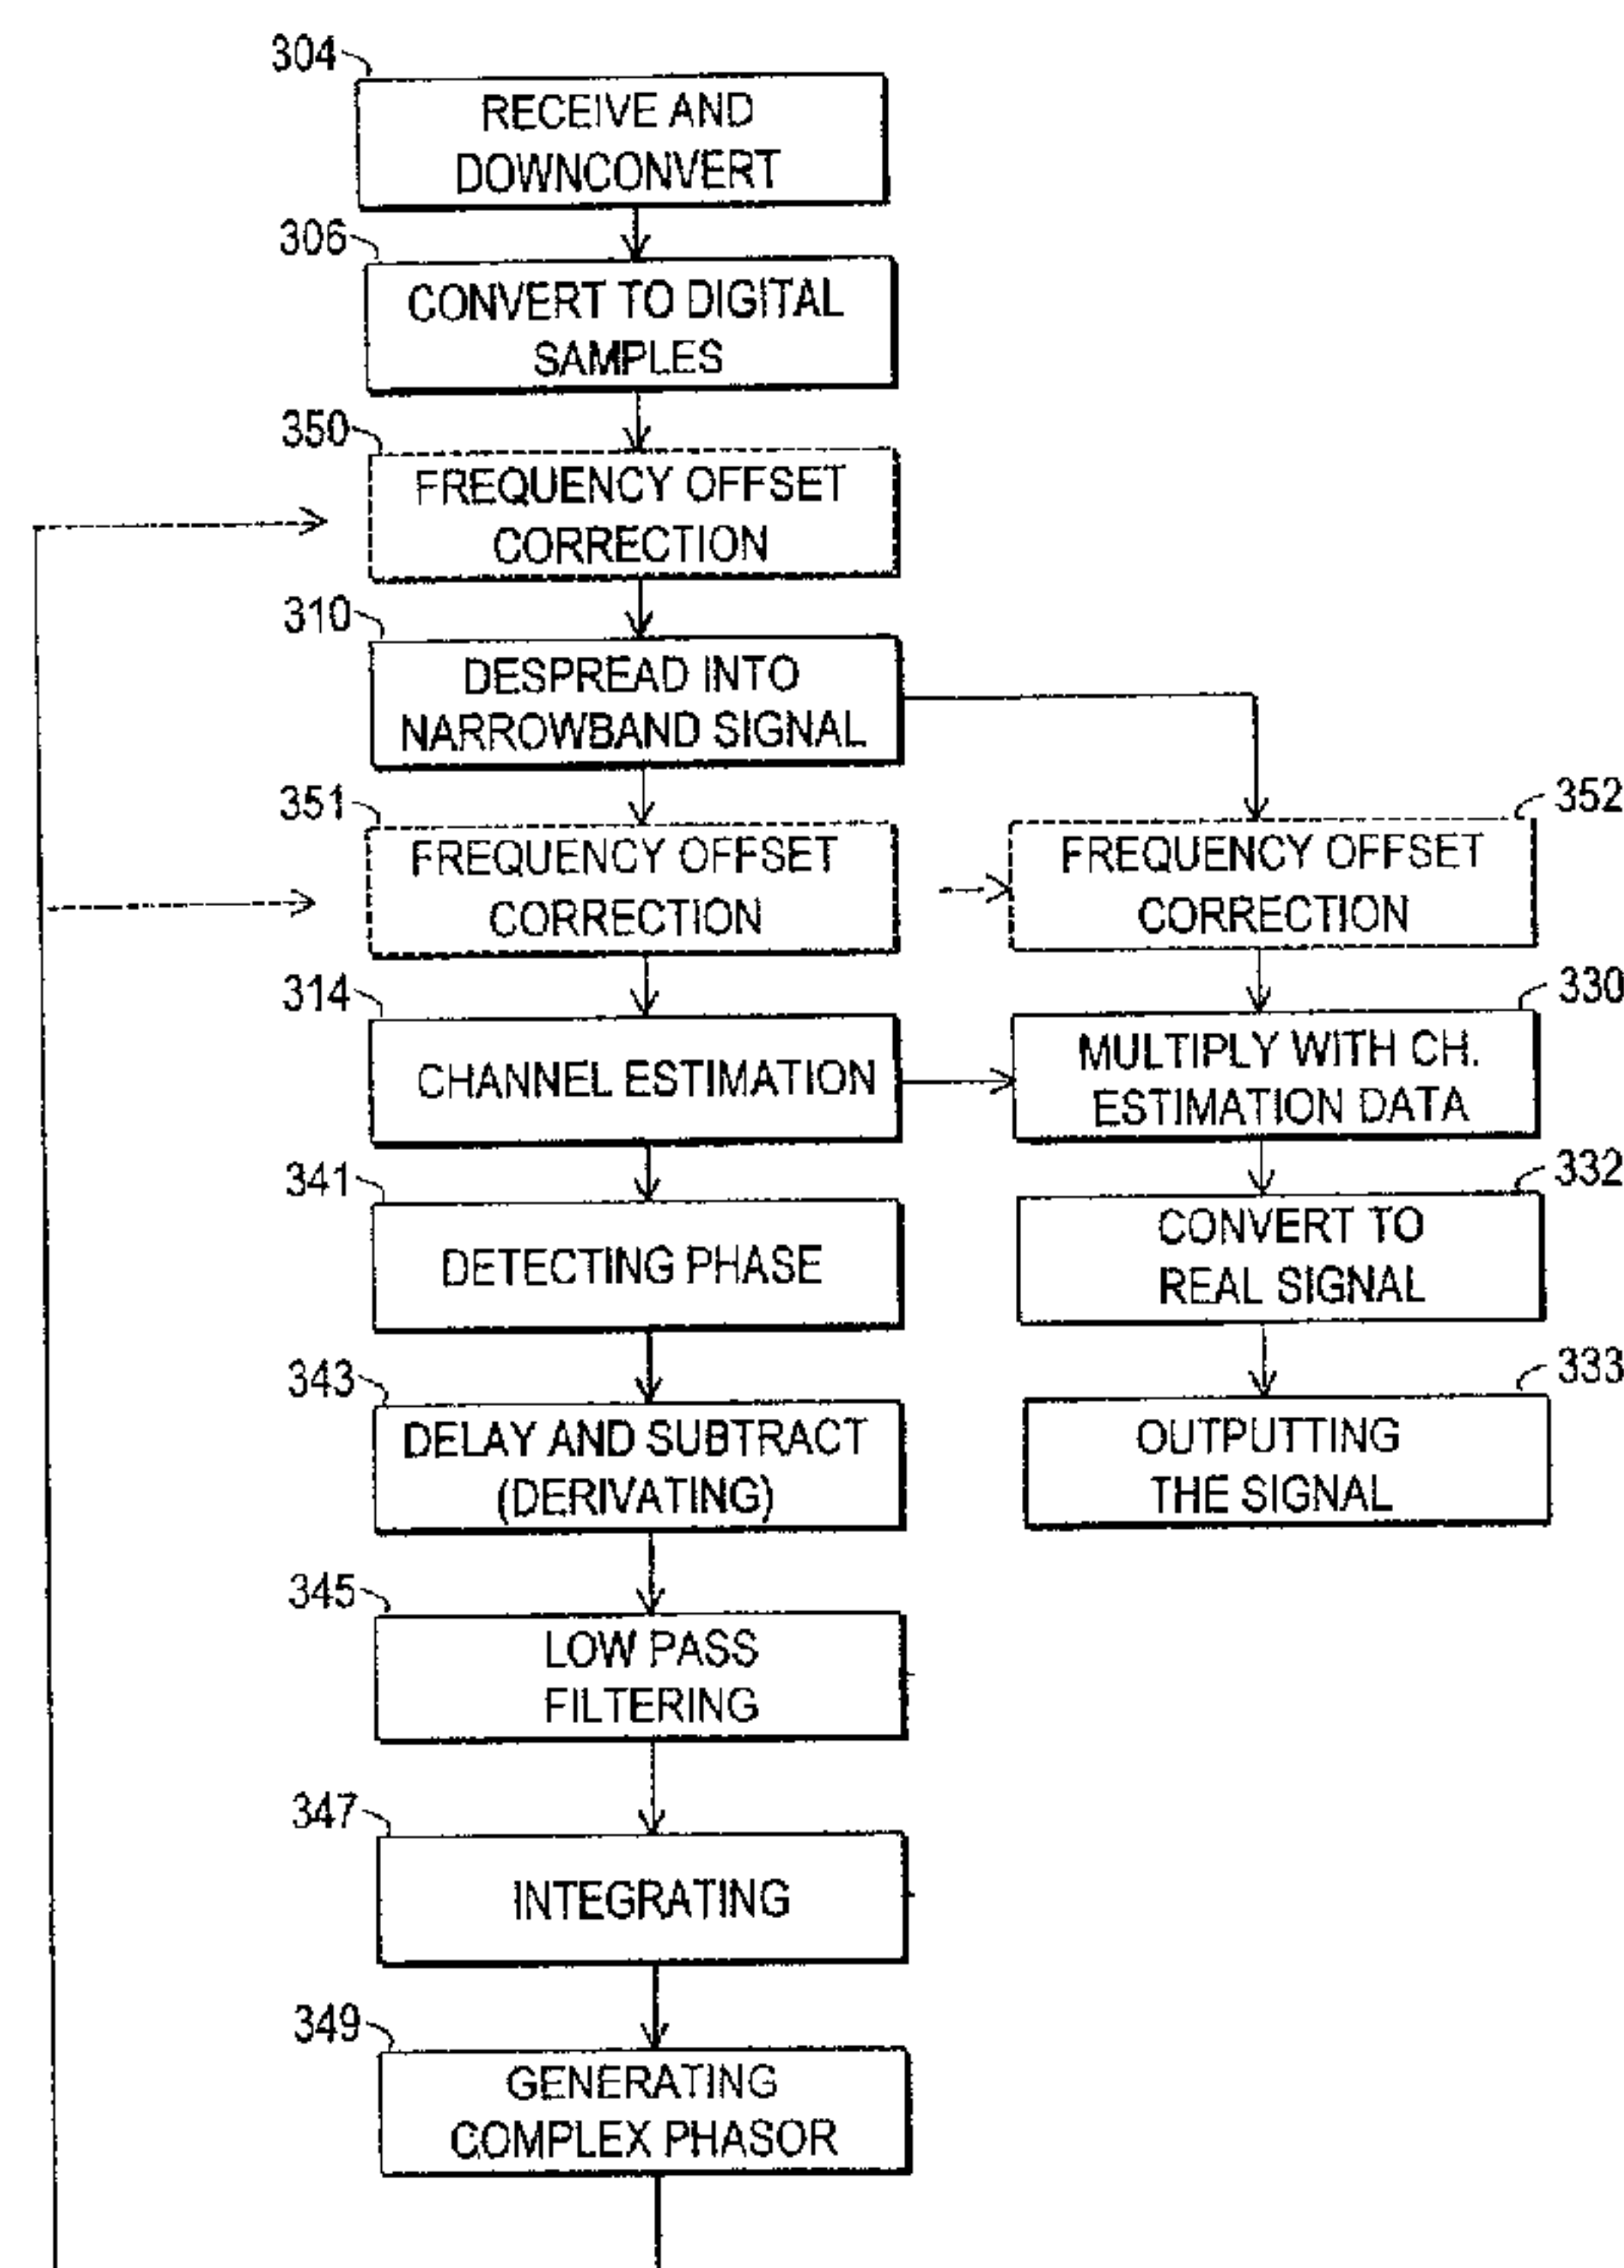 304
RECEIVE AND
DOWNCONVERT
306
CONVERT TO DIGITAL
SAMPLES
350
FREQUENCY OFFSET
CORRECTION
310
DESPREAD INTO
NARROWBAND SIGNAL
351
FREQUENCY OFFSET
CORRECTION
352
FREQUENCY OFFSET
CORRECTION
314
CHANNEL ESTIMATION
330
MULTIPLY WITH CH.
ESTIMATION DATA
341
DETECTING PHASE
332
CONVERT TO
REAL SIGNAL
343
DELAY AND SUBTRACT
(DERIVATING)
333
OUTPUTTING
THE SIGNAL
345
LOW PASS
FILTERING
347
INTEGRATING
349
GENERATING
COMPLEX PHASOR